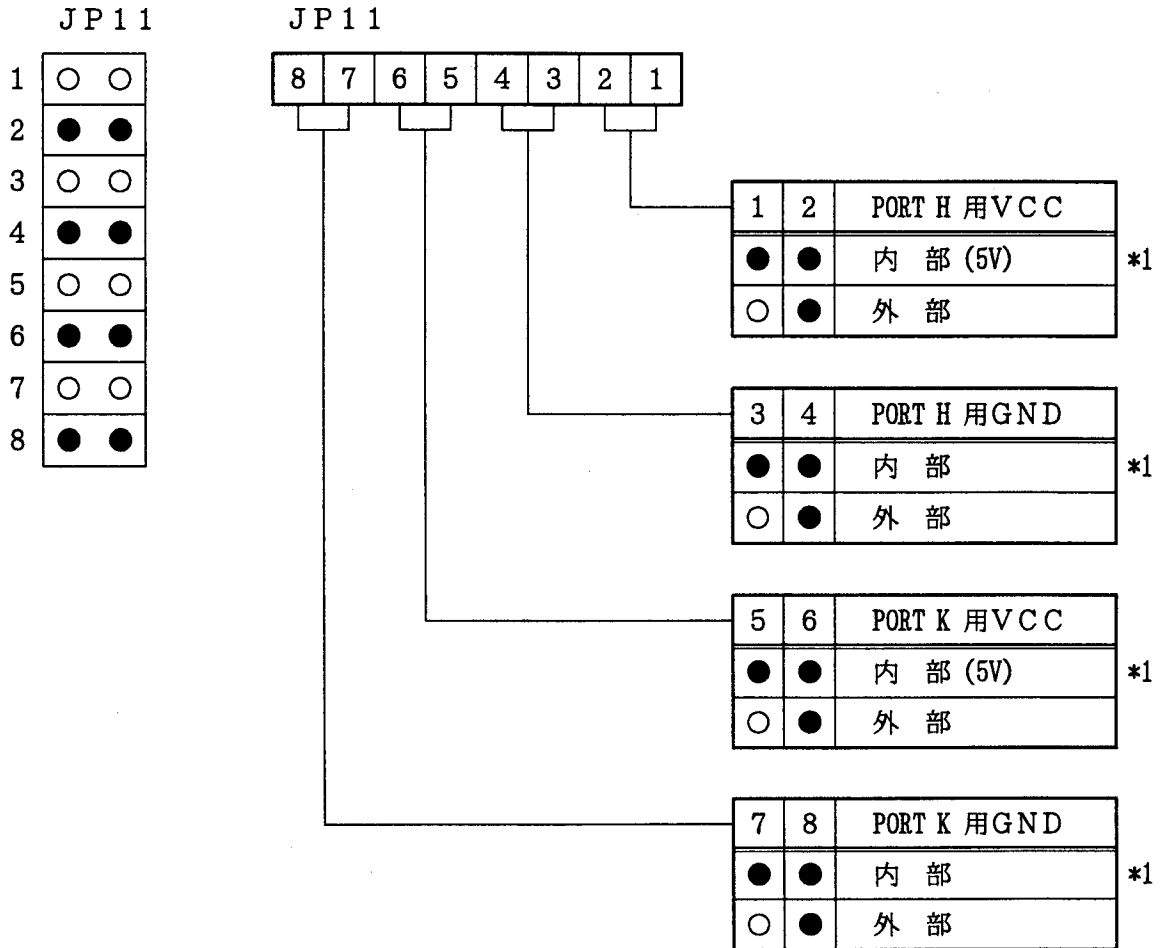 JP11
1 ○ ○
2 ● ●
3 ○ ○
4 ● ●
5 ○ ○
6 ● ●
7 ○ ○
8 ● ●
JP11
8 7 6 5 4 3 2 1
1 2 PORT H 用VCC
● ● 内 部 (5V) *1
○ ● 外 部
3 4 PORT H 用GND
● ● 内 部 *1
○ ● 外 部
5 6 PORT K 用VCC
● ● 内 部 (5V) *1
○ ● 外 部
7 8 PORT K 用GND
● ● 内 部 *1
○ ● 外 部